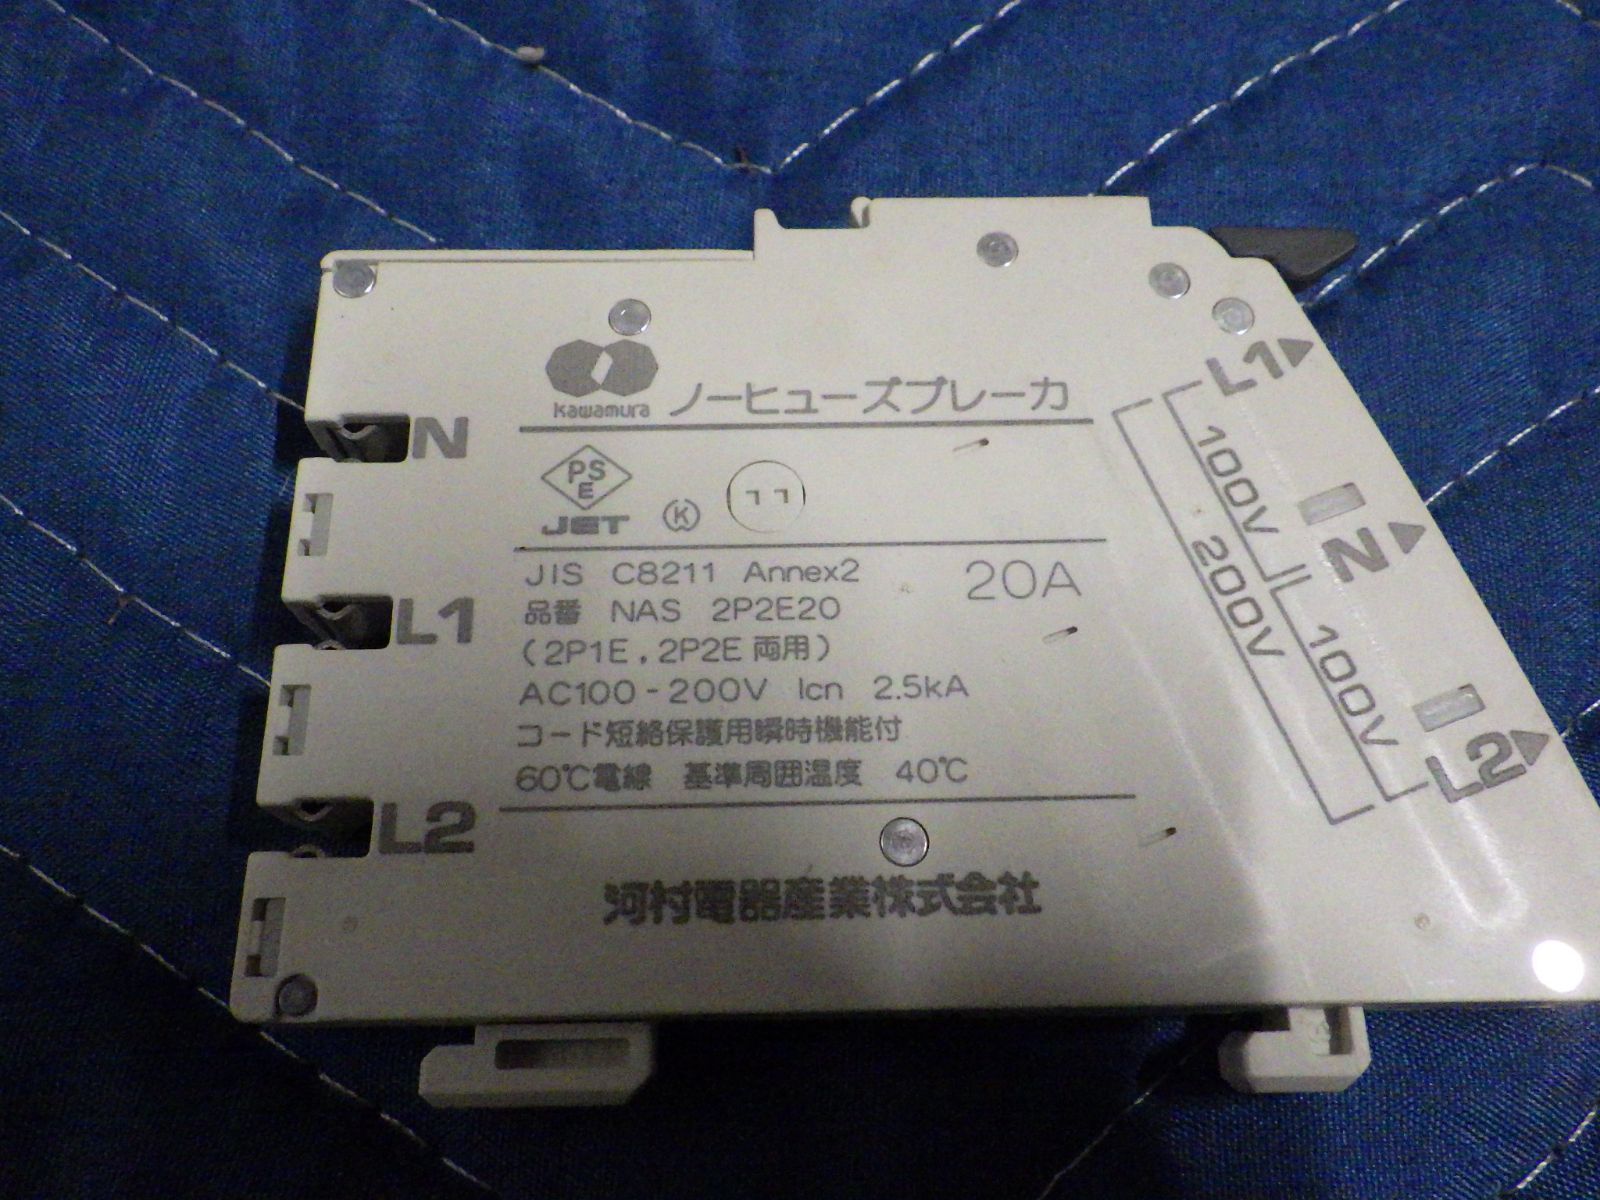 kawamura
ノーヒューズブレーカ
PS
E
JET
K
JIS C8211 Annex2
20A
品番 NAS 2P2E20
(2P1E,2P2E 両用)
AC100-200V Icn 2.5kA
コード短絡保護用瞬時機能付
60℃電線 基準周囲温度 40℃
河村電器産業株式会社
N
L1
L2
L1
100V
200V
N
100V
L2